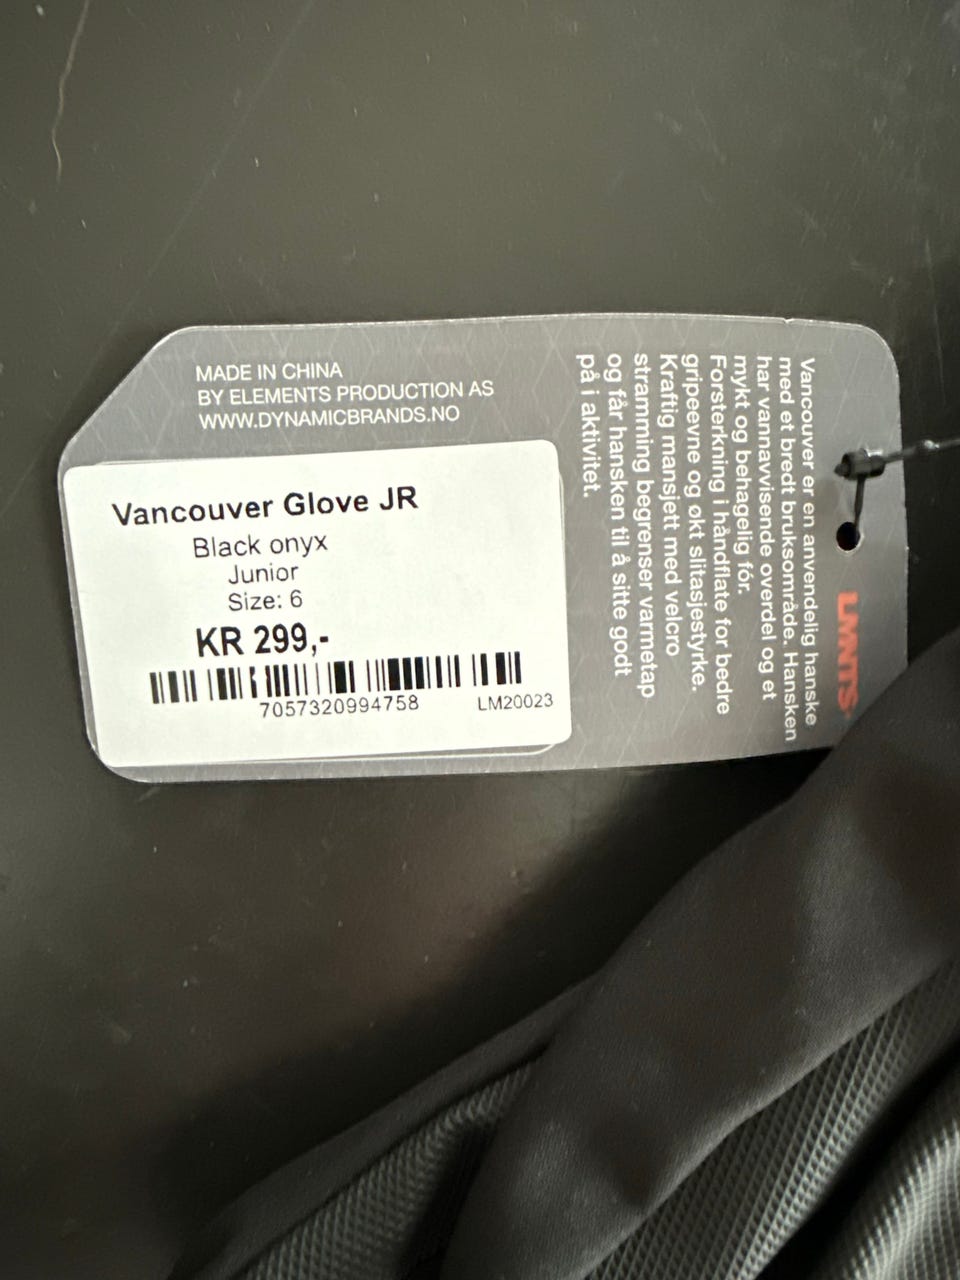 MADE IN CHINA
BY ELEMENTS PRODUCTION AS
WWW.DYNAMICBRANDS.NO
Vancouver Glove JR
Black onyx
Junior
Size: 6
KR 299,-
7057320994758
LM20023
LMNTS
Vancouver er en anvendelig hanske
med et bredt bruksområde. Hansken
har vannavvisende overdel og et
mykt og behagelig fór.
Forsterkning i håndflate for bedre
gripeevne og økt slitasjestyrke.
Kraftig mansjett med velcro
stramming begrenser varmetap
og får hansken til å sitte godt
på i aktivitet.